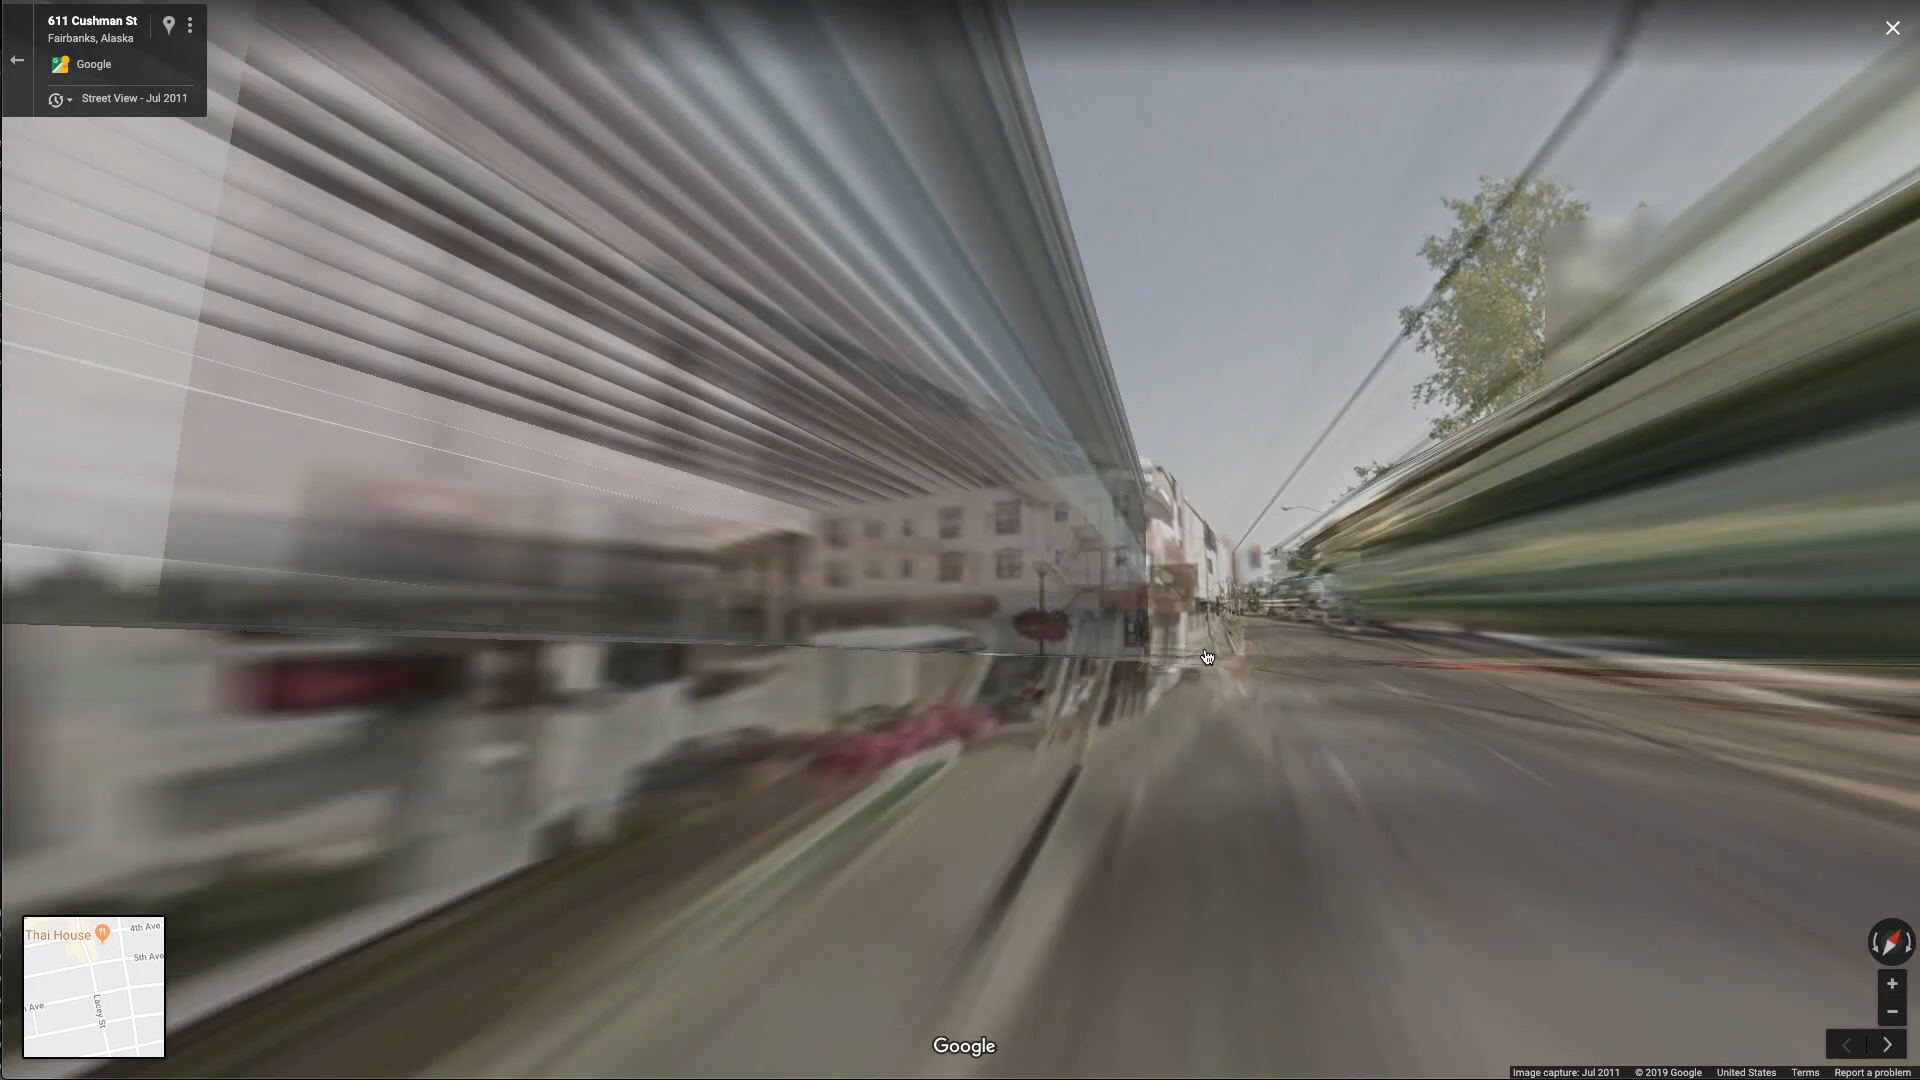 611 Cushman St
Fairbanks, Alaska
Google
Street View - Jul 2011
Thai House
4th Ave
5th Ave
Ave
Lacey St
Google
Image capture: Jul 2011 © 2019 Google United States Terms Report a problem